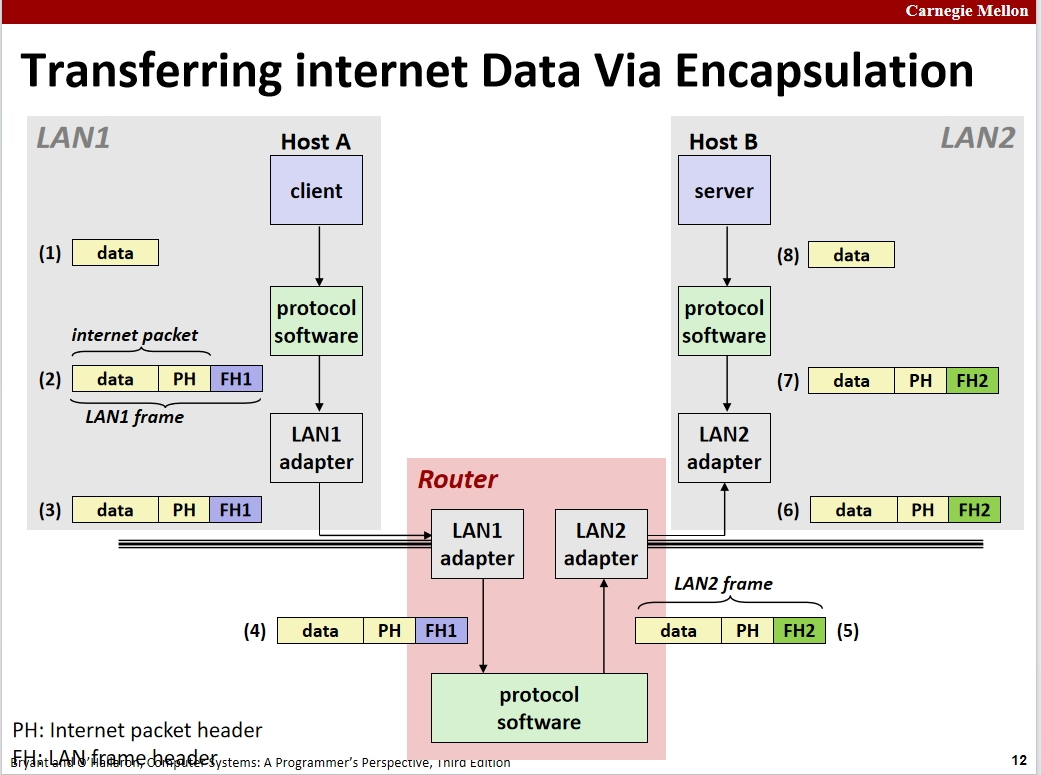 Carnegie Mellon
Transferring internet Data Via Encapsulation
LAN1
Host A
client
(1) data
protocol
software
internet packet
(2) data PH FH1
LAN1 frame
LAN1
adapter
(3) data PH FH1
Host B
LAN2
server
(8) data
protocol
software
(7) data PH FH2
LAN2
adapter
(6) data PH FH2
Router
LAN1
adapter
LAN2
adapter
LAN2 frame
(4) data PH FH1
data PH FH2 (5)
protocol
software
PH: Internet packet header
FH: LAN frame header
Bryant and O'Hallaron, Computer Systems: A Programmer's Perspective, Third Edition
12